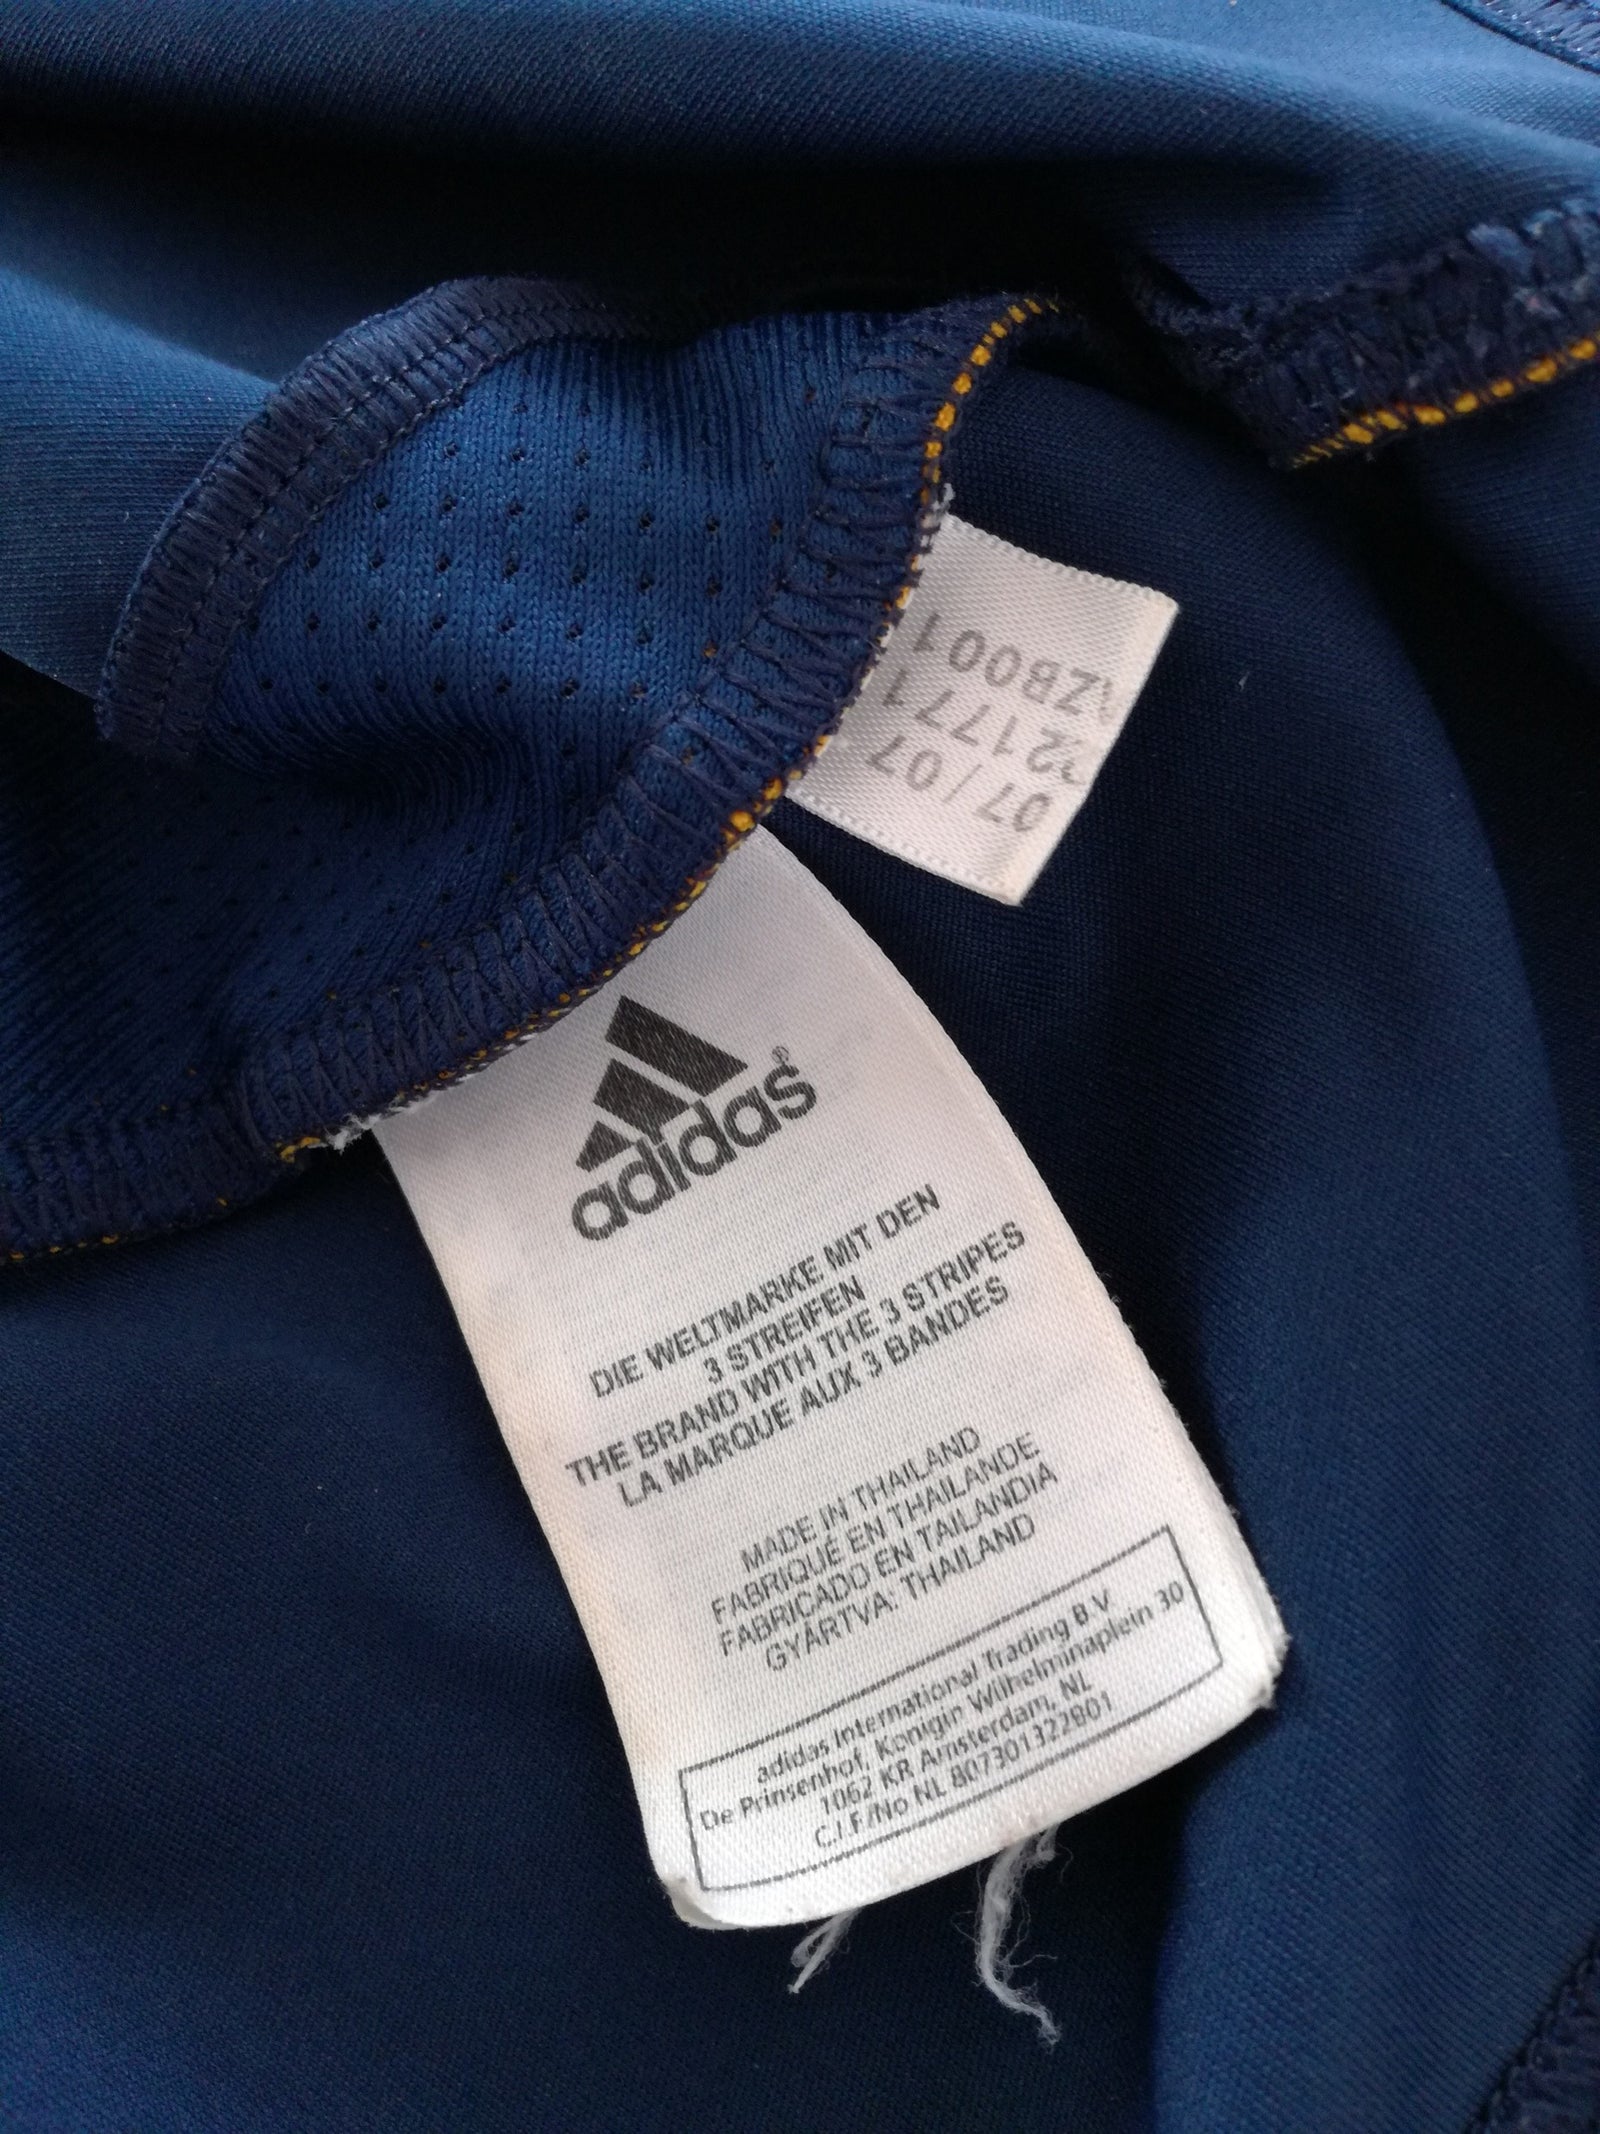 07/07
21771
ZB001
adidas®
DIE WELTMARKE MIT DEN
3 STREIFEN
THE BRAND WITH THE 3 STRIPES
LA MARQUE AUX 3 BANDES
MADE IN THAILAND
FABRIQUÉ EN THAILANDE
FABRICADO EN TAILANDIA
GYÁRTVA: THAILAND
adidas International Trading B.V
De Prinsenhof, Konigin Wilhelminaplein 30
1062 KR Amsterdam, NL
C.I.F./No NL 807301322B01